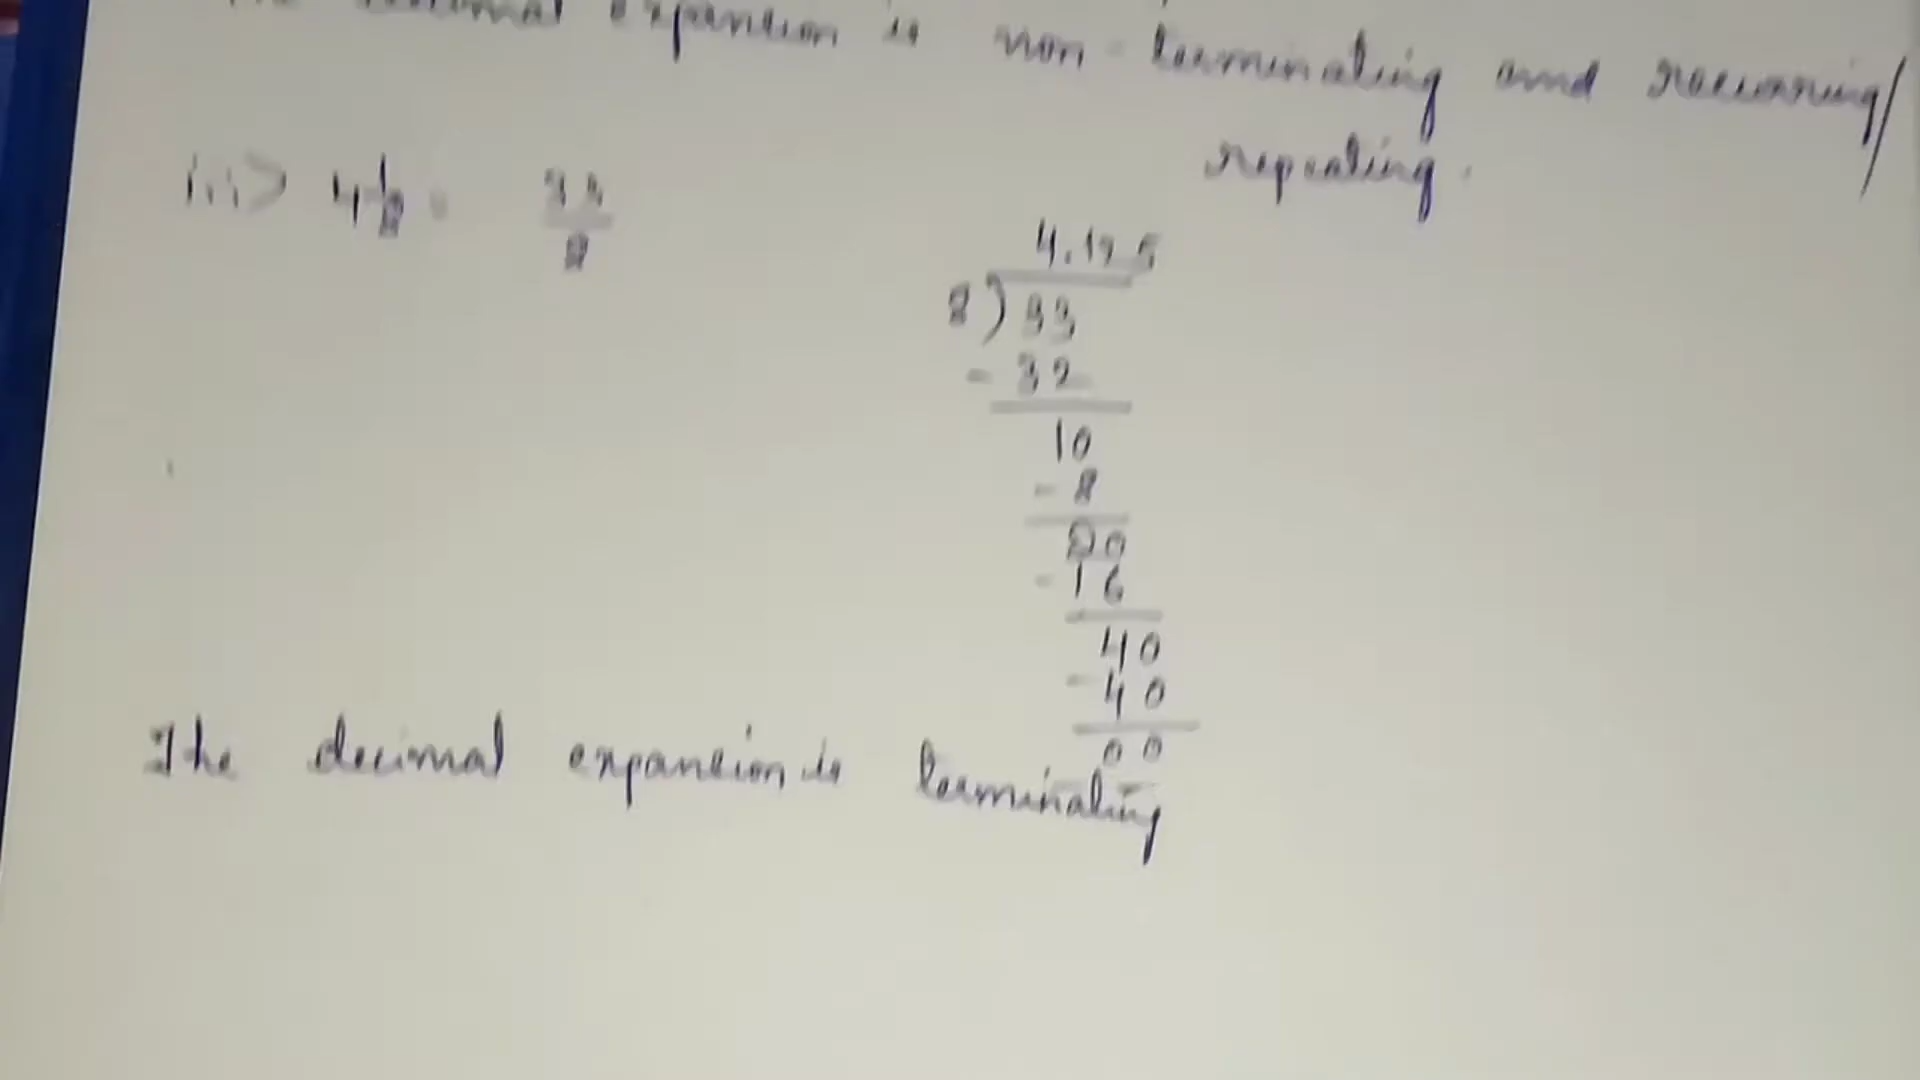 decimal expansion is non-terminating and recurring/
repeating.
iii> 4 1/8 = 33/8
4.125
8) 33
- 32
10
- 8
20
- 16
40
- 40
00
The decimal expansion is terminating